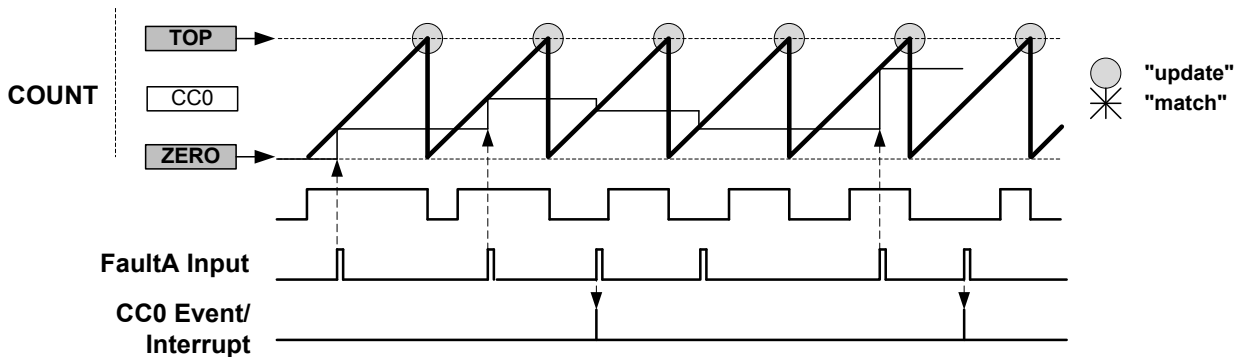 TOP
"update"
COUNT
CC0
"match"
ZERO
FaultA Input
CC0 Event/
Interrupt